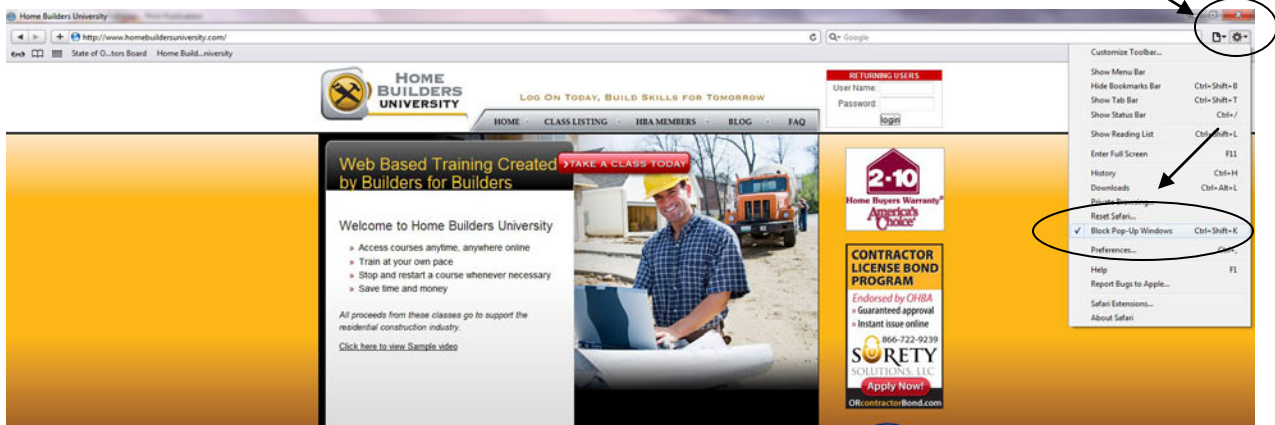 Home Builders University
http://www.homebuildersuniversity.com/
Google
State of O...tors Board Home Build...niversity
HOME
BUILDERS
UNIVERSITY
LOG ON TODAY, BUILD SKILLS FOR TOMORROW
RETURNING USERS
User Name:
Password:
login
HOME CLASS LISTING HBA MEMBERS BLOG FAQ
Web Based Training Created
by Builders for Builders
TAKE A CLASS TODAY
Welcome to Home Builders University
» Access courses anytime, anywhere online
» Train at your own pace
» Stop and restart a course whenever necessary
» Save time and money
All proceeds from these classes go to support the
residential construction industry.
Click here to view Sample video
2-10
Home Buyers Warranty®
America's
Choice
CONTRACTOR
LICENSE BOND
PROGRAM
Endorsed by OHBA
» Guaranteed approval
» Instant issue online
866-722-9239
SURETY
SOLUTIONS, LLC
Apply Now!
ORcontractorBond.com
Customize Toolbar...
Show Menu Bar
Hide Bookmarks Bar Ctrl+Shift+B
Show Tab Bar Ctrl+Shift+T
Show Status Bar Ctrl+/
Show Reading List Ctrl+Shift+L
Enter Full Screen F11
History Ctrl+H
Downloads Ctrl+Alt+L
Private Browsing...
Reset Safari...
✓ Block Pop-Up Windows Ctrl+Shift+K
Preferences... Ctrl+,
Help F1
Report Bugs to Apple...
Safari Extensions...
About Safari